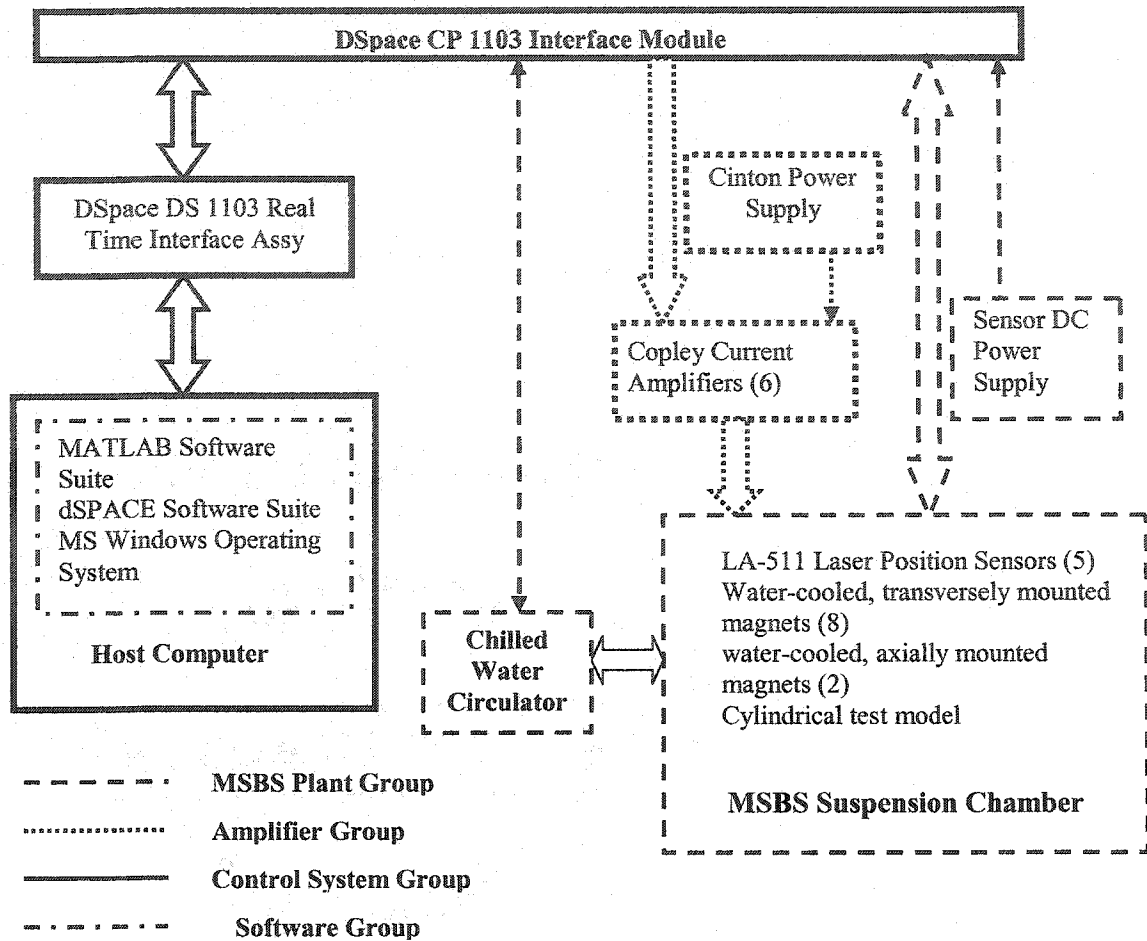 DSpace CP 1103 Interface Module
DSpace DS 1103 Real
Time Interface Assy
Cinton Power
Supply
Copley Current
Amplifiers (6)
Sensor DC
Power
Supply
MATLAB Software
Suite
dSPACE Software Suite
MS Windows Operating
System
Host Computer
Chilled
Water
Circulator
LA-511 Laser Position Sensors (5)
Water-cooled, transversely mounted
magnets (8)
water-cooled, axially mounted
magnets (2)
Cylindrical test model
MSBS Suspension Chamber
MSBS Plant Group
Amplifier Group
Control System Group
Software Group